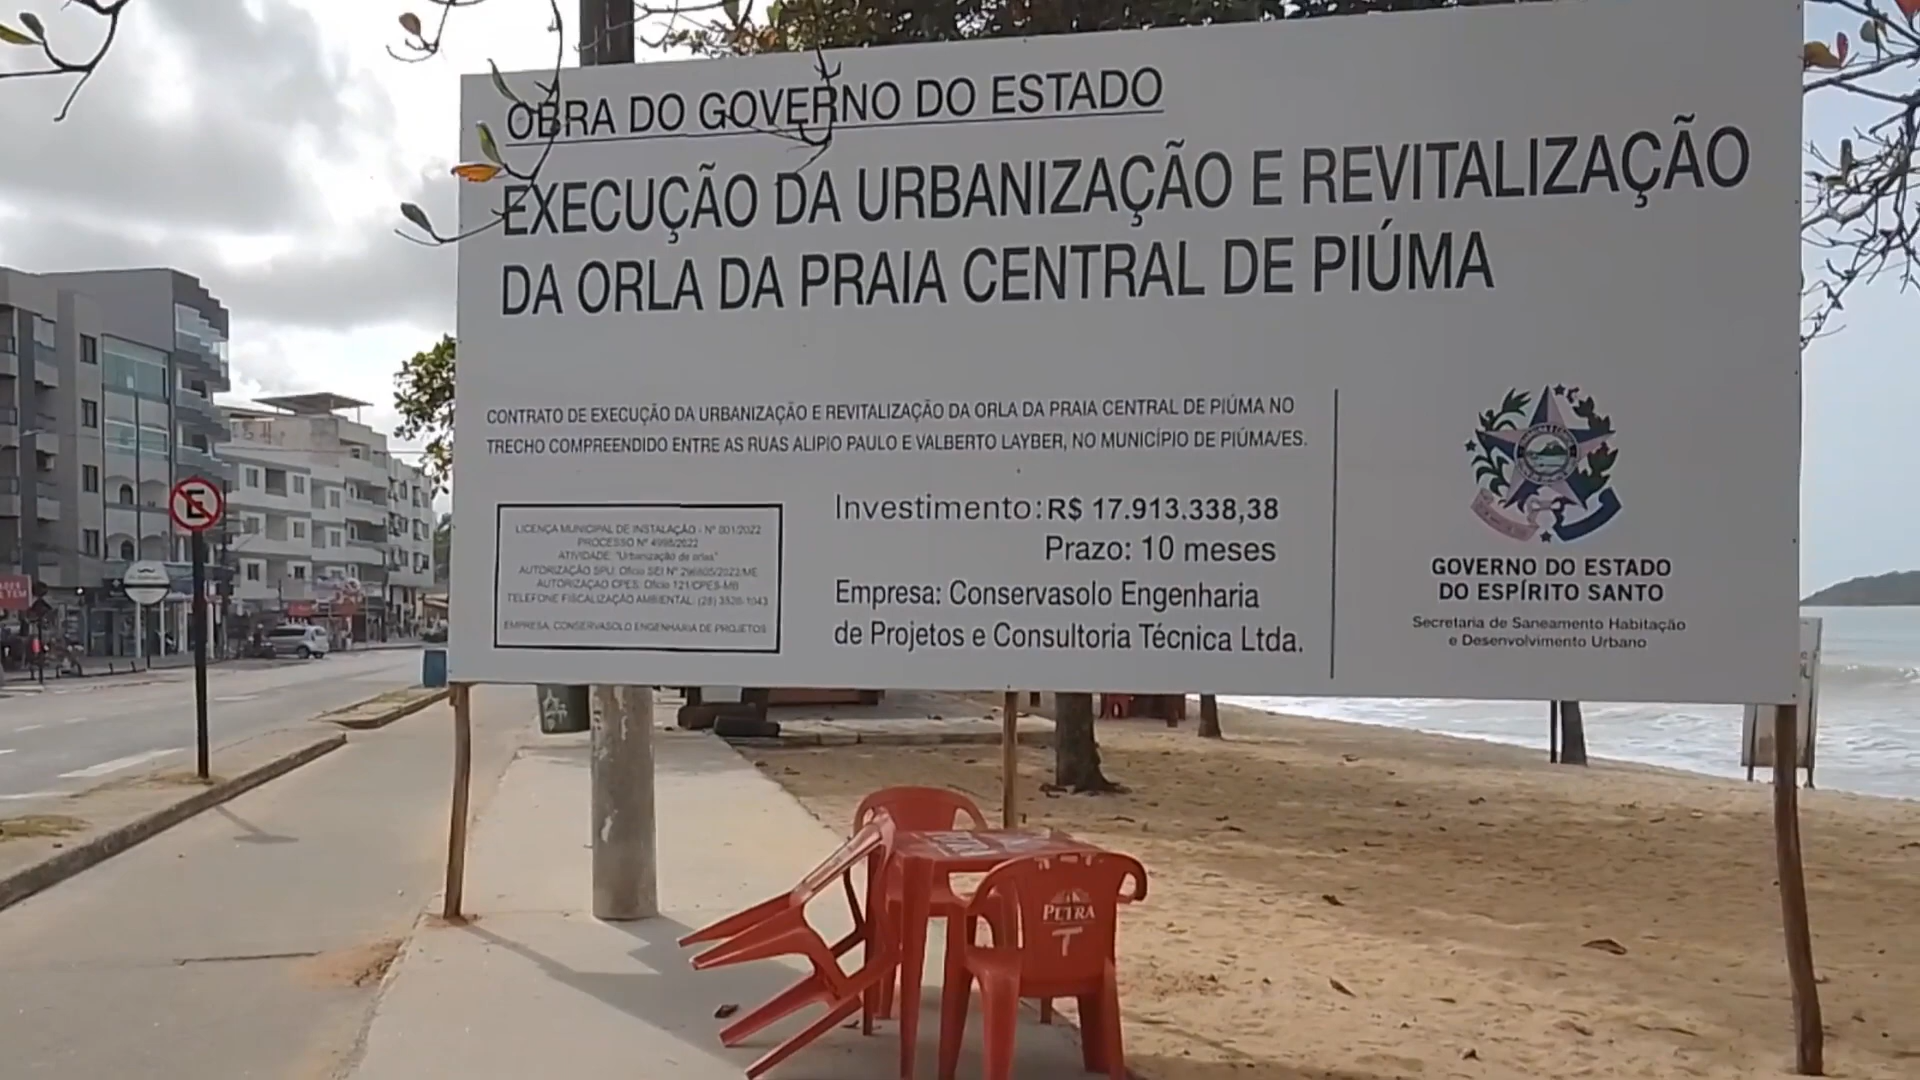 OBRA DO GOVERNO DO ESTADO
EXECUÇÃO DA URBANIZAÇÃO E REVITALIZAÇÃO
DA ORLA DA PRAIA CENTRAL DE PIÚMA
CONTRATO DE EXECUÇÃO DA URBANIZAÇÃO E REVITALIZAÇÃO DA ORLA DA PRAIA CENTRAL DE PIÚMA NO
TRECHO COMPREENDIDO ENTRE AS RUAS ALIPIO PAULO E VALBERTO LAYBER, NO MUNICÍPIO DE PIÚMA/ES.
LICENÇA MUNICIPAL DE INSTALAÇÃO - Nº 001/2022
PROCESSO Nº 4998/2022
ATIVIDADE: "Urbanização de orlas"
AUTORIZAÇÃO SPU: Ofício SEI Nº 296805/2022/ME
AUTORIZAÇÃO CPES: Ofício 121/CPES-MB
TELEFONE FISCALIZAÇÃO AMBIENTAL: (28)
EMPRESA: CONSERVASOLO ENGENHARIA DE PROJETOS
Investimento: R$ 17.913.338,38
Prazo: 10 meses
Empresa: Conservasolo Engenharia
de Projetos e Consultoria Técnica Ltda.
GOVERNO DO ESTADO
DO ESPÍRITO SANTO
Secretaria de Saneamento Habitação
e Desenvolvimento Urbano
E
PETRA
T